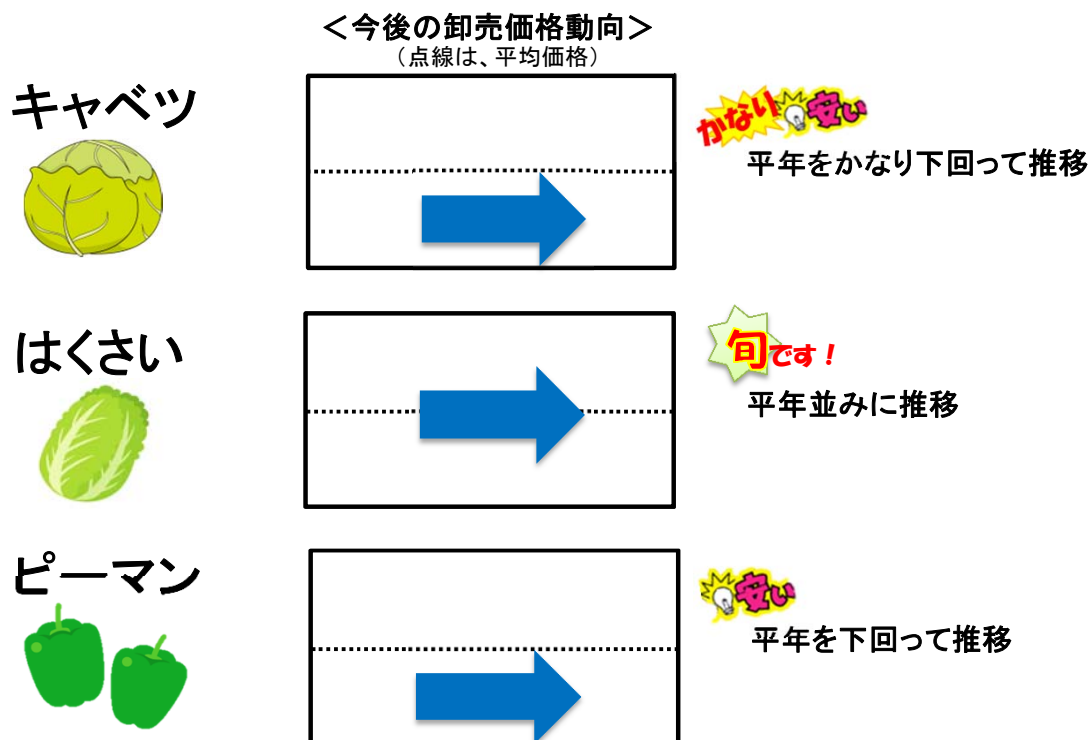 ＜今後の卸売価格動向＞
（点線は、平均価格）
キャベツ
かなり安い
平年をかなり下回って推移
はくさい
旬です！
平年並みに推移
ピーマン
安い
平年を下回って推移